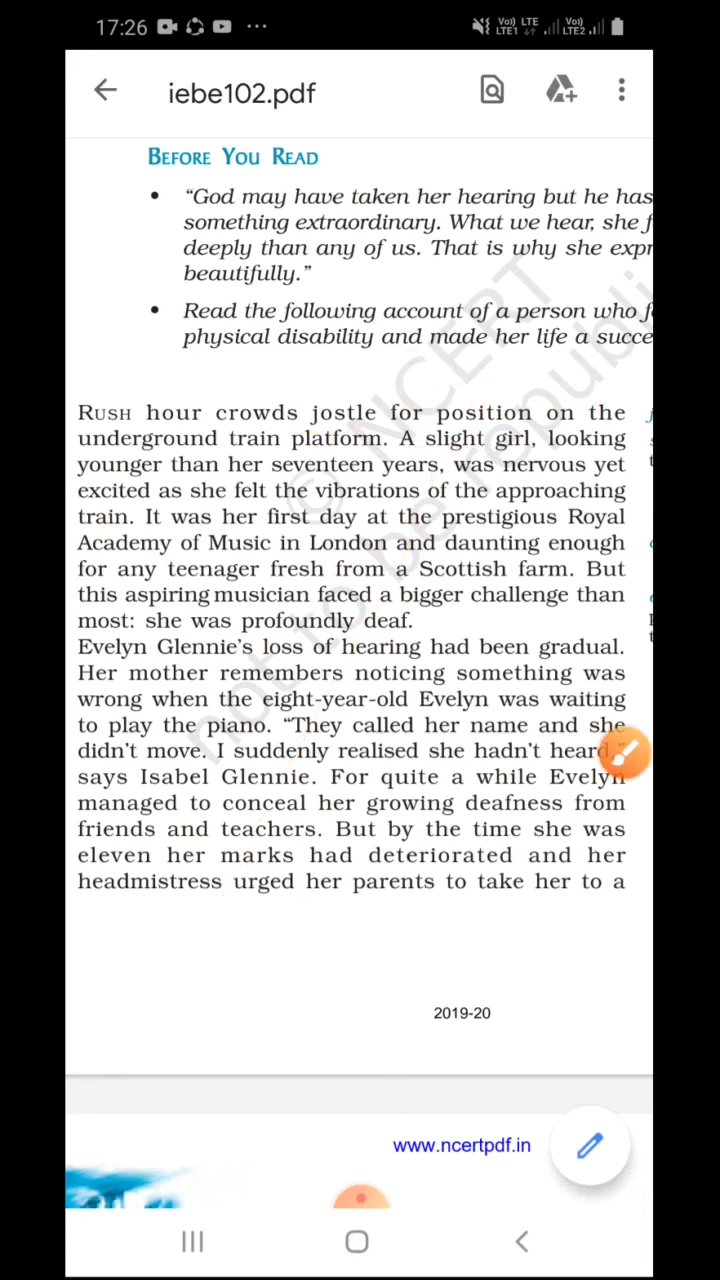 17:26
Vo) LTE Vo)
LTE1 LTE2
iebe102.pdf
BEFORE YOU READ
• “God may have taken her hearing but he has
something extraordinary. What we hear, she f
deeply than any of us. That is why she expr
beautifully.”
• Read the following account of a person who f
physical disability and made her life a succe
RUSH hour crowds jostle for position on the
underground train platform. A slight girl, looking
younger than her seventeen years, was nervous yet
excited as she felt the vibrations of the approaching
train. It was her first day at the prestigious Royal
Academy of Music in London and daunting enough
for any teenager fresh from a Scottish farm. But
this aspiring musician faced a bigger challenge than
most: she was profoundly deaf.
Evelyn Glennie’s loss of hearing had been gradual.
Her mother remembers noticing something was
wrong when the eight-year-old Evelyn was waiting
to play the piano. “They called her name and she
didn’t move. I suddenly realised she hadn’t heard,”
says Isabel Glennie. For quite a while Evelyn
managed to conceal her growing deafness from
friends and teachers. But by the time she was
eleven her marks had deteriorated and her
headmistress urged her parents to take her to a
© NCERT
not to be republi
2019-20
www.ncertpdf.in